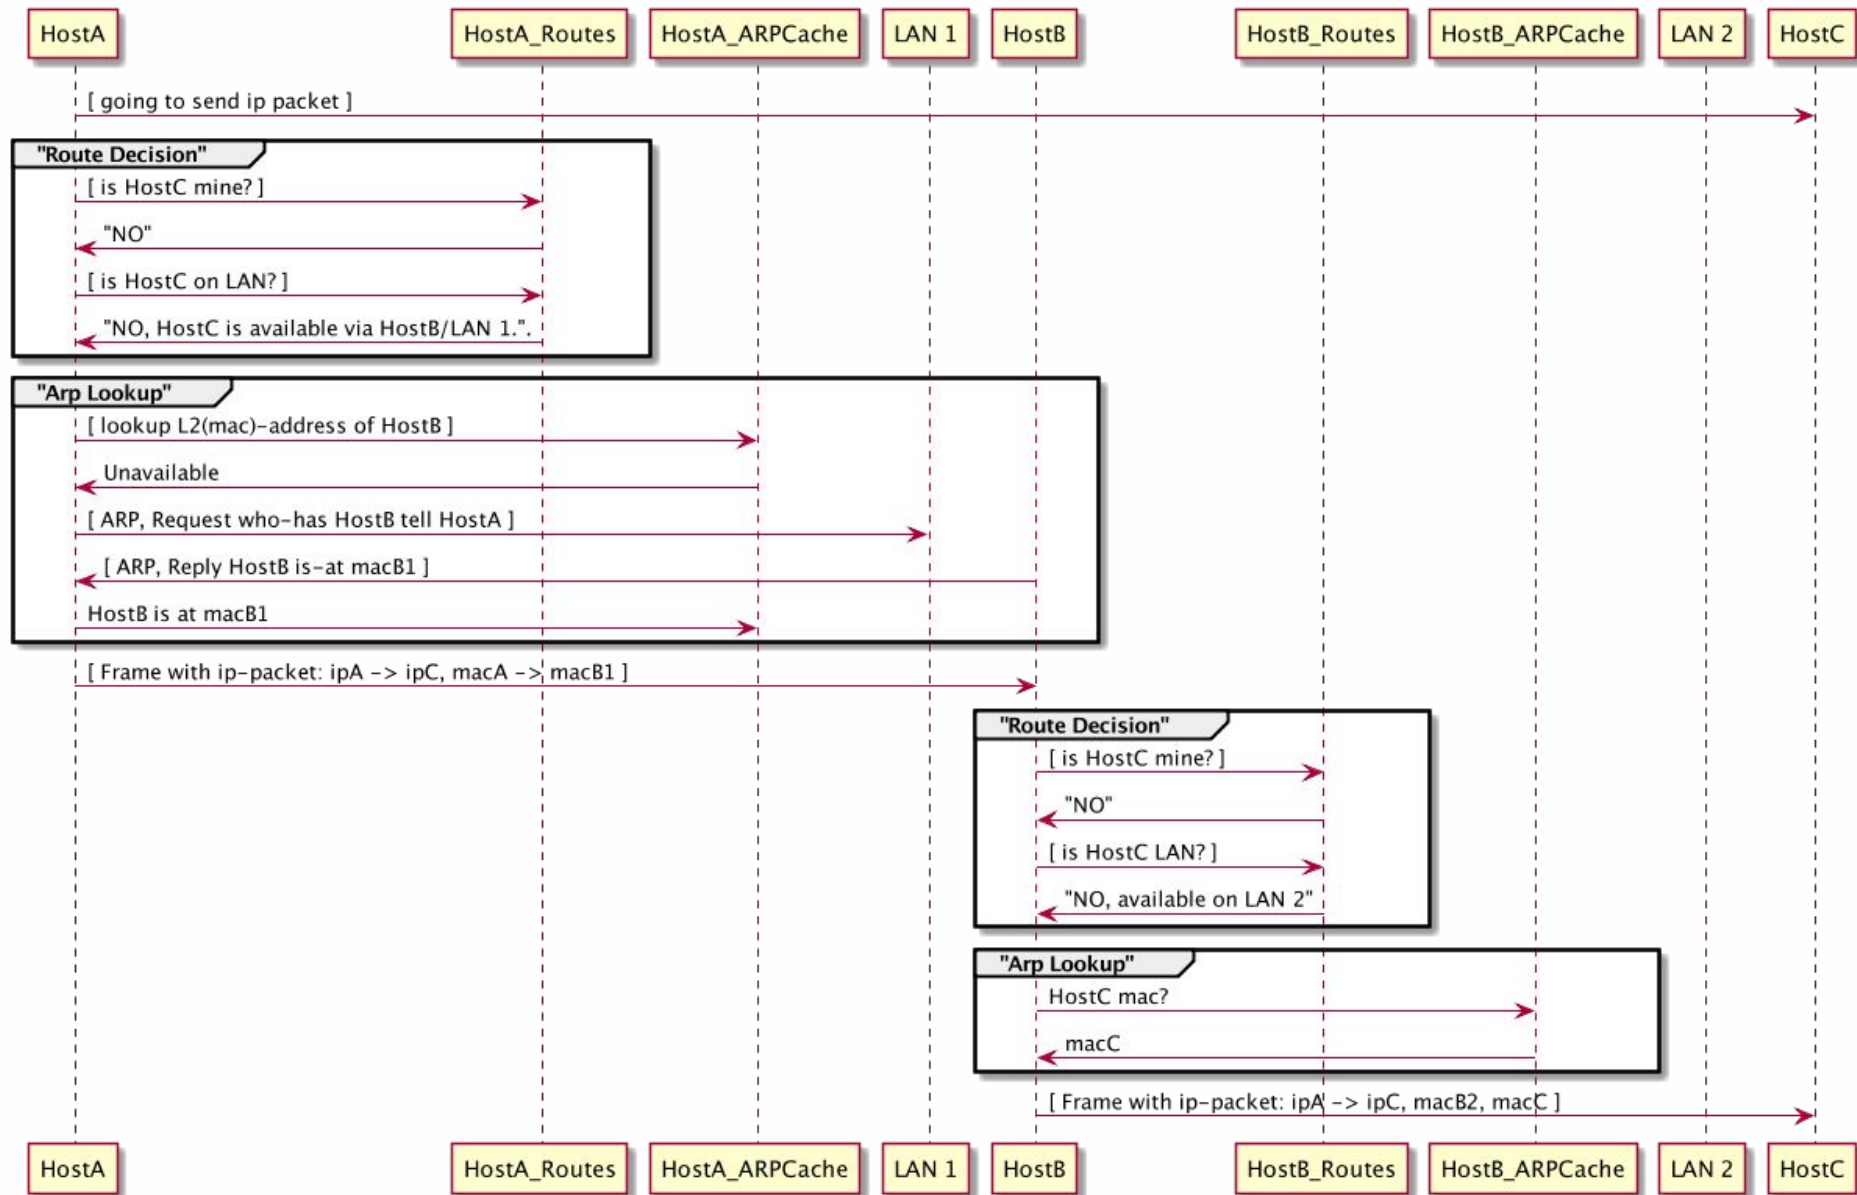 HostA HostA_Routes HostA_ARPCache LAN 1 HostB HostB_Routes HostB_ARPCache LAN 2 HostC
[ going to send ip packet ]
"Route Decision"
[ is HostC mine? ]
"NO"
[ is HostC on LAN? ]
"NO, HostC is available via HostB/LAN 1.".
"Arp Lookup"
[ lookup L2(mac)-address of HostB ]
Unavailable
[ ARP, Request who-has HostB tell HostA ]
[ ARP, Reply HostB is-at macB1 ]
HostB is at macB1
[ Frame with ip-packet: ipA -> ipC, macA -> macB1 ]
"Route Decision"
[ is HostC mine? ]
"NO"
[ is HostC LAN? ]
"NO, available on LAN 2"
"Arp Lookup"
HostC mac?
macC
[ Frame with ip-packet: ipA -> ipC, macB2, macC ]
HostA HostA_Routes HostA_ARPCache LAN 1 HostB HostB_Routes HostB_ARPCache LAN 2 HostC